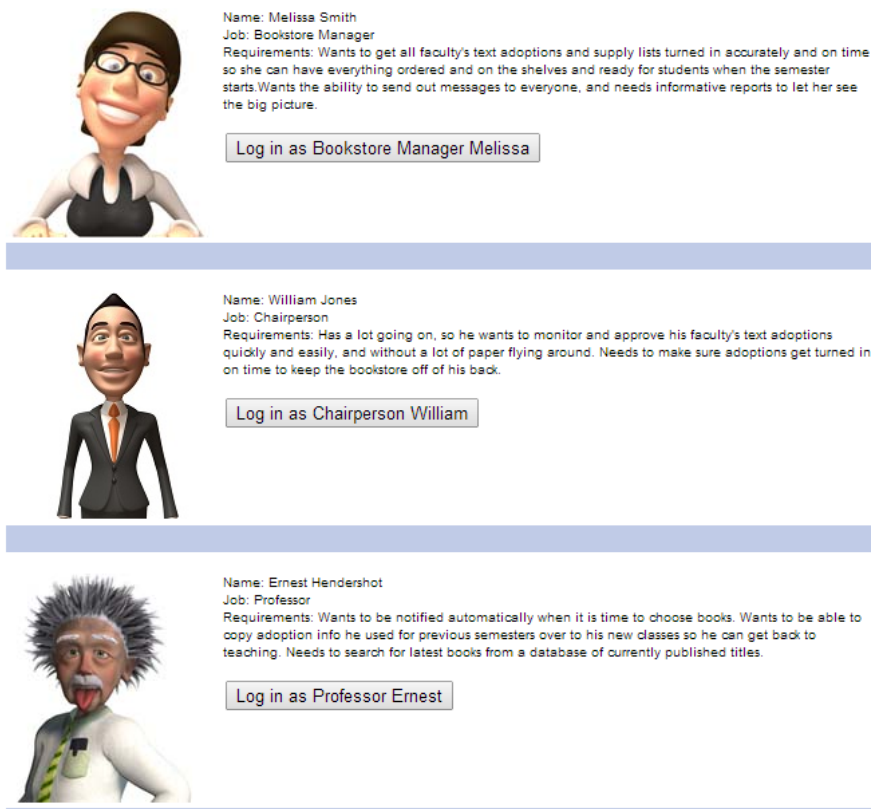 Name: Melissa Smith
Job: Bookstore Manager
Requirements: Wants to get all faculty's text adoptions and supply lists turned in accurately and on time
so she can have everything ordered and on the shelves and ready for students when the semester
starts.Wants the ability to send out messages to everyone, and needs informative reports to let her see
the big picture.
Log in as Bookstore Manager Melissa
Name: William Jones
Job: Chairperson
Requirements: Has a lot going on, so he wants to monitor and approve his faculty's text adoptions
quickly and easily, and without a lot of paper flying around. Needs to make sure adoptions get turned in
on time to keep the bookstore off of his back.
Log in as Chairperson William
Name: Ernest Hendershot
Job: Professor
Requirements: Wants to be notified automatically when it is time to choose books. Wants to be able to
copy adoption info he used for previous semesters over to his new classes so he can get back to
teaching. Needs to search for latest books from a database of currently published titles.
Log in as Professor Ernest